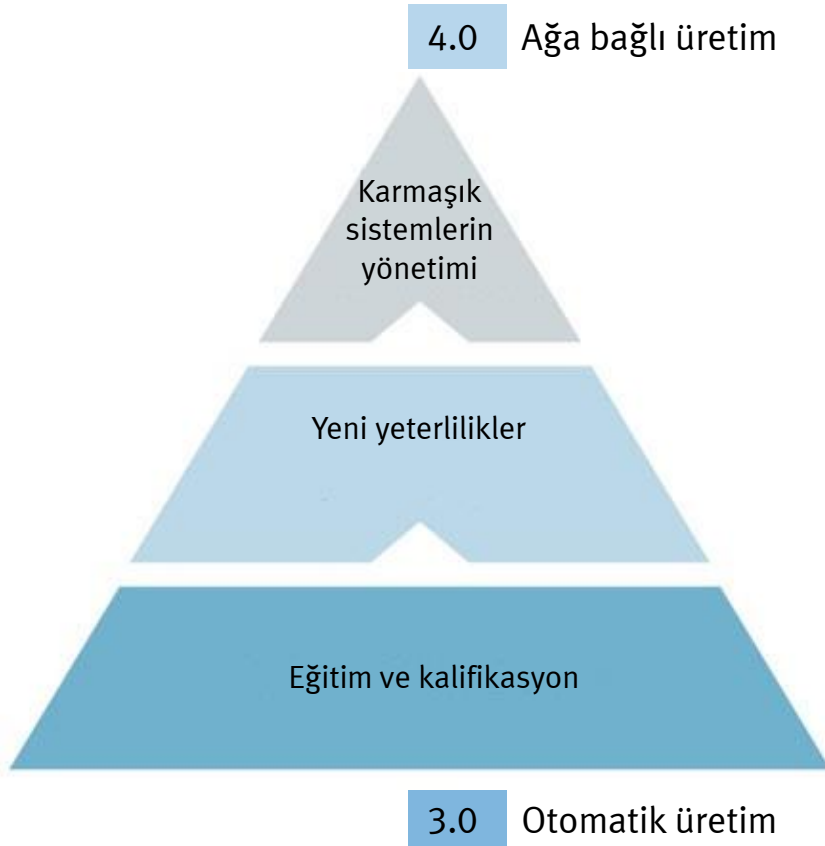 4.0 Ağa bağlı üretim
Karmaşık
sistemlerin
yönetimi
Yeni yeterlilikler
Eğitim ve kalifikasyon
3.0 Otomatik üretim